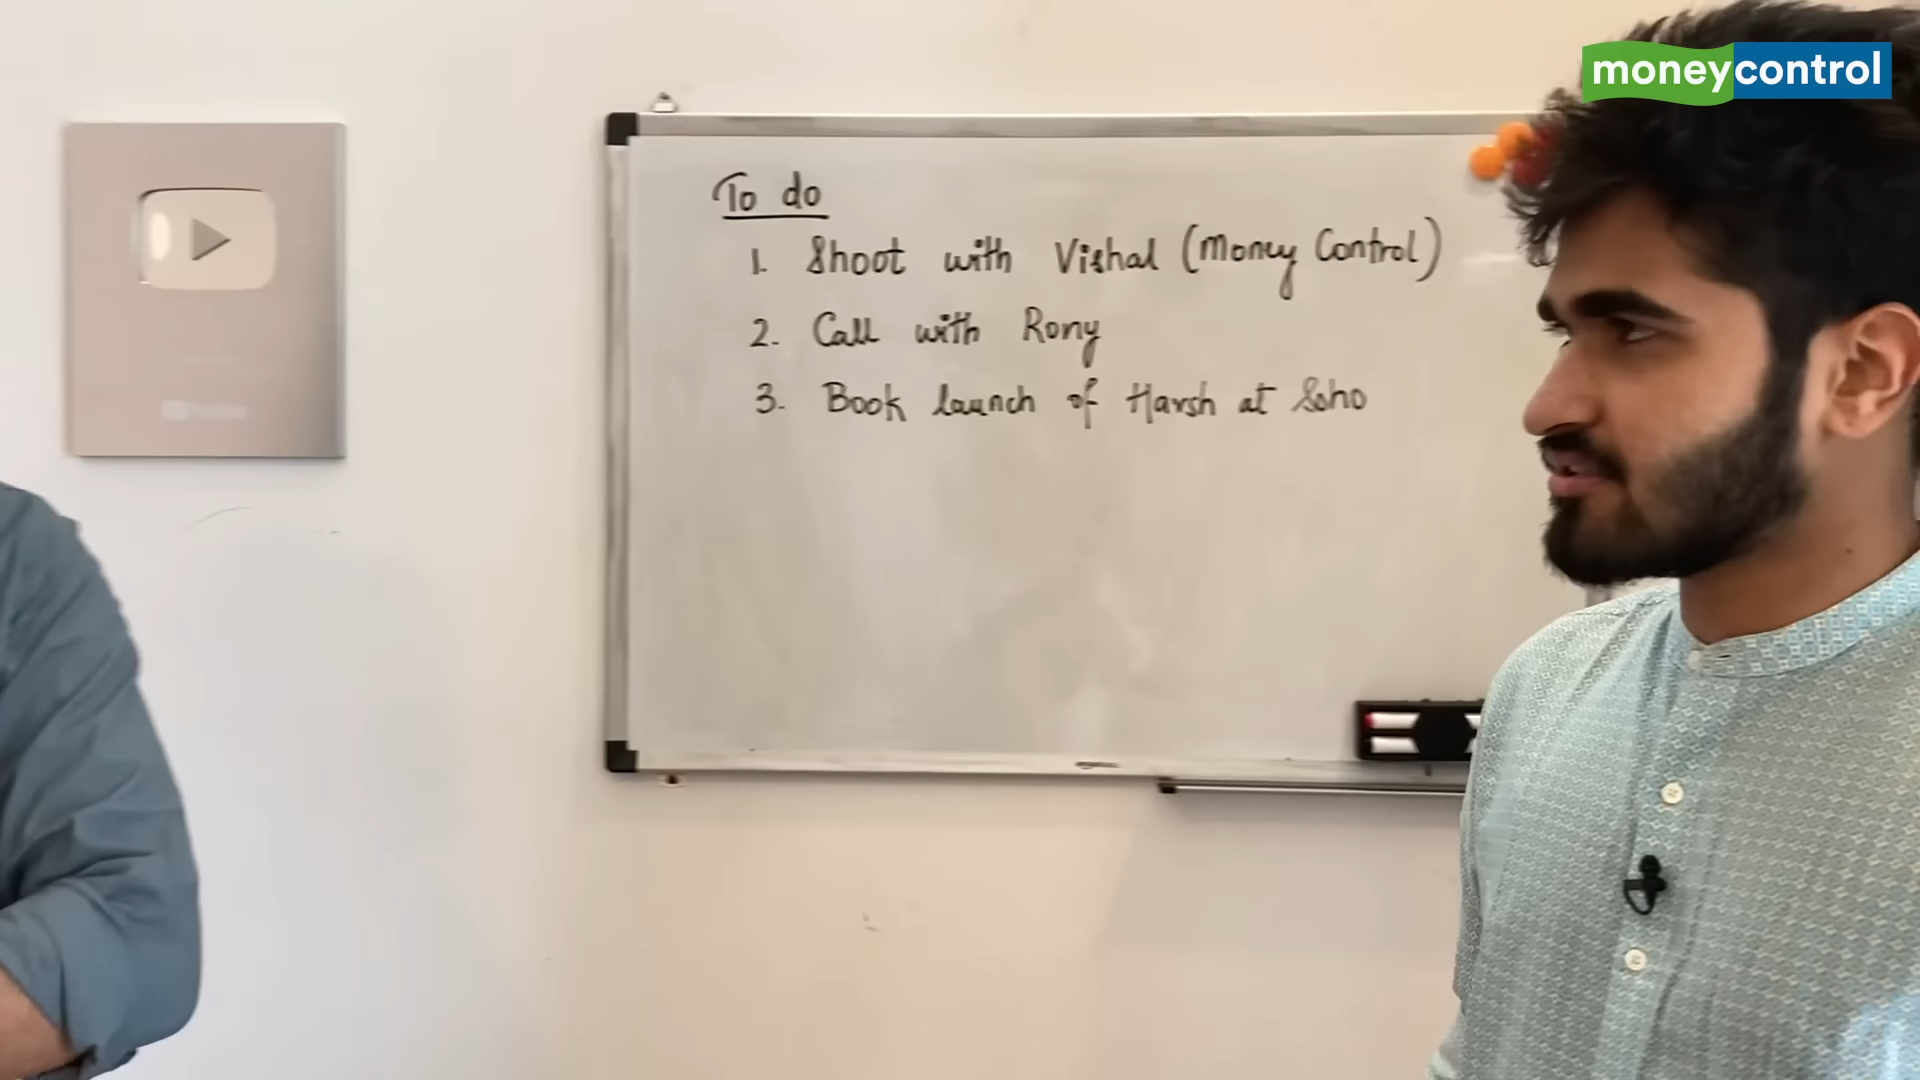 moneycontrol
To do
1. Shoot with Vishal (Money Control)
2. Call with Rony
3. Book launch of Harsh at Soho